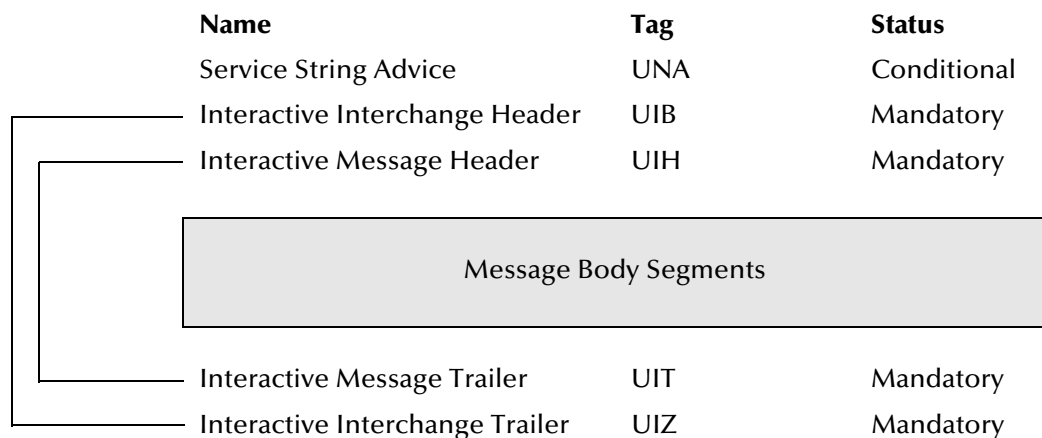 Name Tag Status
Service String Advice UNA Conditional
Interactive Interchange Header UIB Mandatory
Interactive Message Header UIH Mandatory
Message Body Segments
Interactive Message Trailer UIT Mandatory
Interactive Interchange Trailer UIZ Mandatory